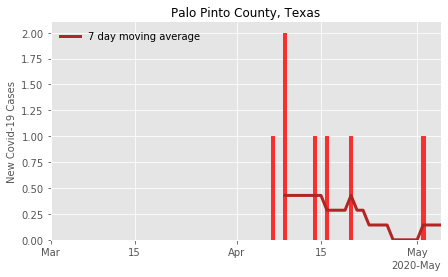 Palo Pinto County, Texas
7 day moving average
New Covid-19 Cases
2.00
1.75
1.50
1.25
1.00
0.75
0.50
0.25
0.00
Mar
15
Apr
15
May
2020-May